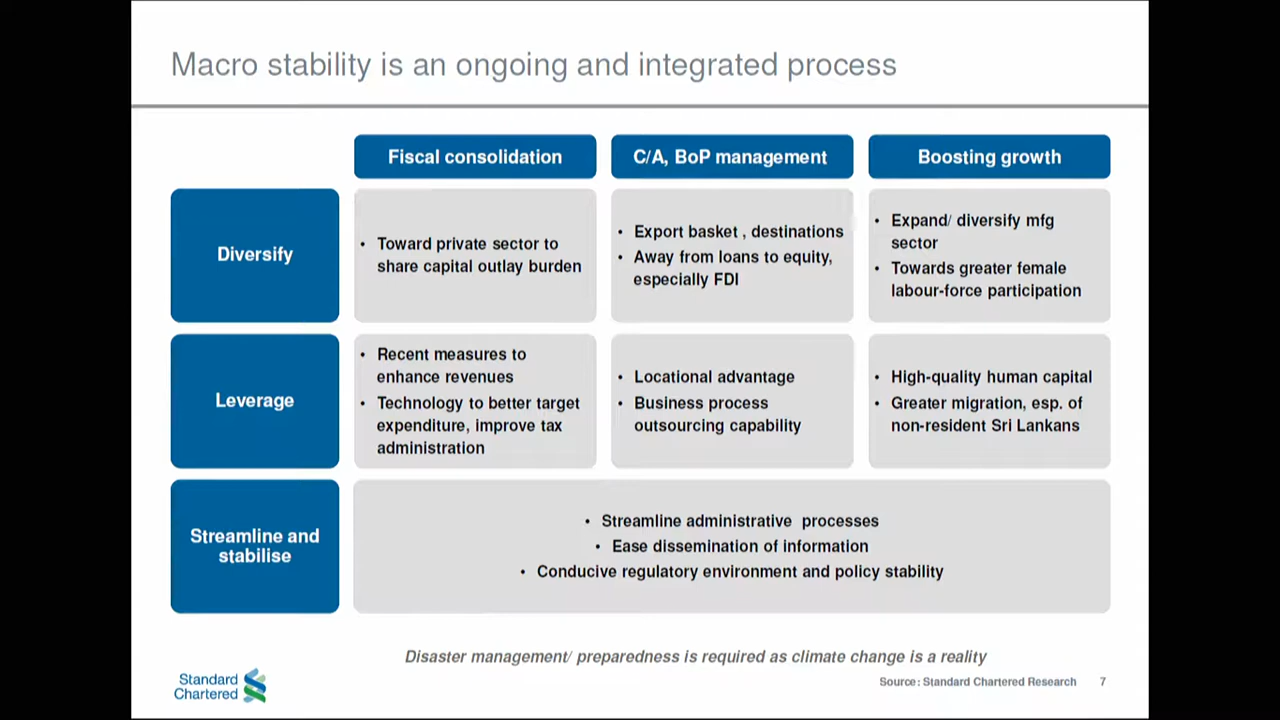 Macro stability is an ongoing and integrated process
Fiscal consolidation
C/A, BoP management
Boosting growth
Diversify
• Toward private sector to
share capital outlay burden
• Export basket , destinations
• Away from loans to equity,
especially FDI
• Expand/ diversify mfg
sector
• Towards greater female
labour-force participation
Leverage
• Recent measures to
enhance revenues
• Technology to better target
expenditure, improve tax
administration
• Locational advantage
• Business process
outsourcing capability
• High-quality human capital
• Greater migration, esp. of
non-resident Sri Lankans
Streamline and
stabilise
• Streamline administrative processes
• Ease dissemination of information
• Conducive regulatory environment and policy stability
Disaster management/ preparedness is required as climate change is a reality
Standard
Chartered
Source: Standard Chartered Research 7